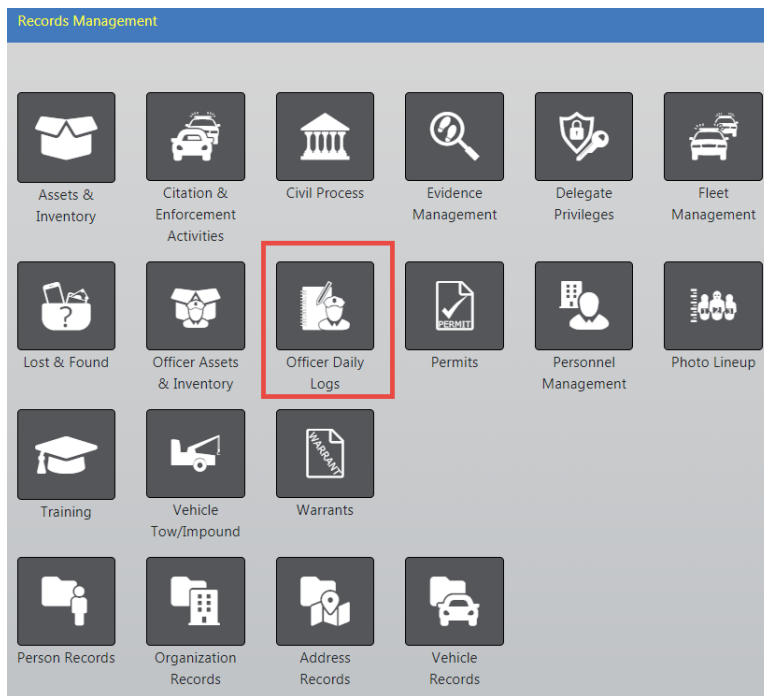 Records Management
Assets &
Inventory
Citation &
Enforcement
Activities
Civil Process
Evidence
Management
Delegate
Privileges
Fleet
Management
?
Lost & Found
Officer Assets
& Inventory
Officer Daily
Logs
PERMIT
Permits
Personnel
Management
Photo Lineup
Training
Vehicle
Tow/Impound
WARRANT
Warrants
Person Records
Organization
Records
Address
Records
Vehicle
Records